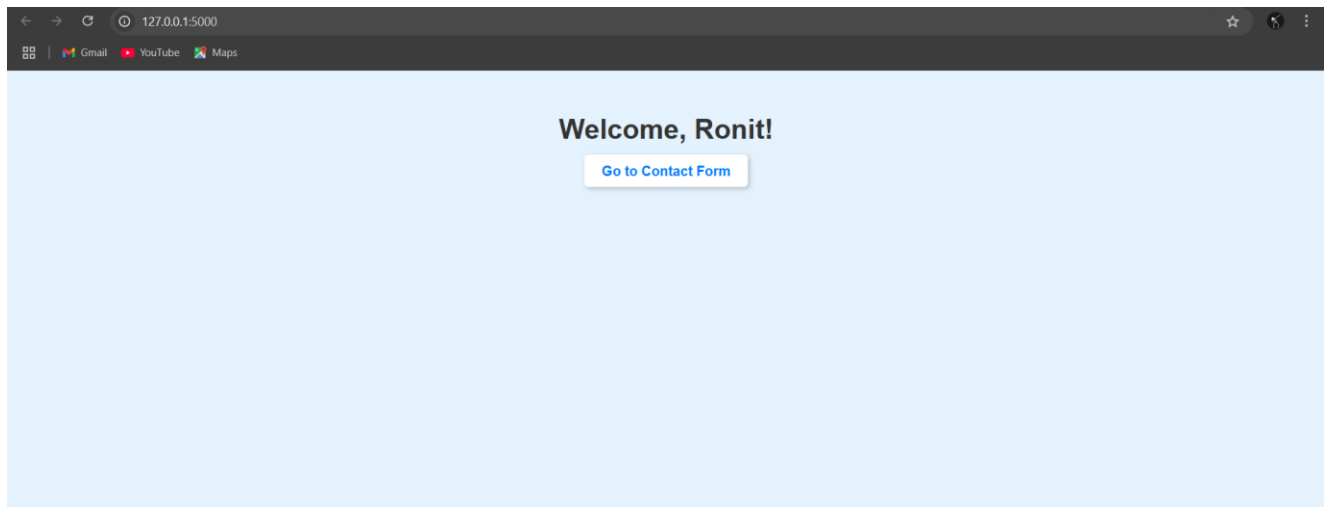 127.0.0.1:5000
Gmail YouTube Maps
Welcome, Ronit!
Go to Contact Form